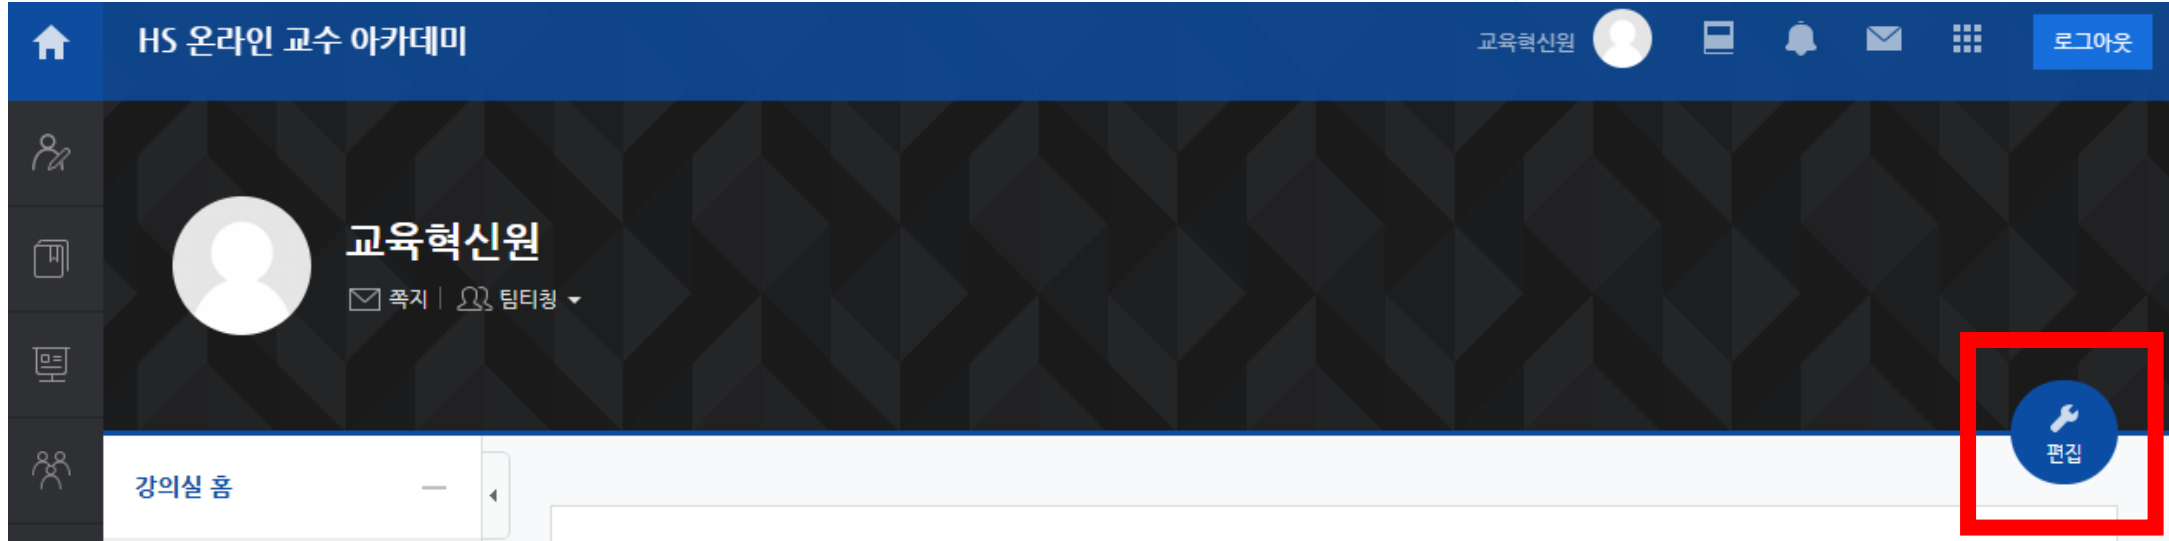 HS 온라인 교수 아카데미
교육혁신원
로그아웃
교육혁신원
쪽지
팀티칭
편집
강의실 홈